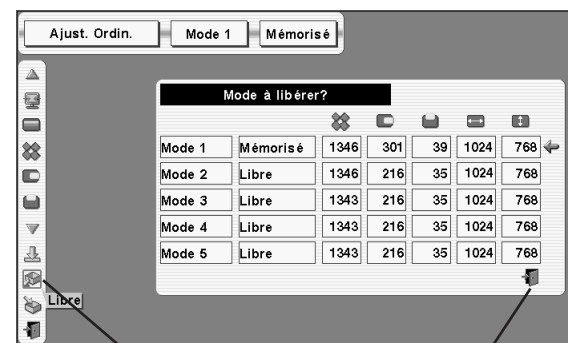 Ajust. Ordin. Mode 1 Mémorisé
Mode à libérer?
Mode 1 Mémorisé 1346 301 39 1024 768
Mode 2 Libre 1346 216 35 1024 768
Mode 3 Libre 1343 216 35 1024 768
Mode 4 Libre 1343 216 35 1024 768
Mode 5 Libre 1343 216 35 1024 768
Libre